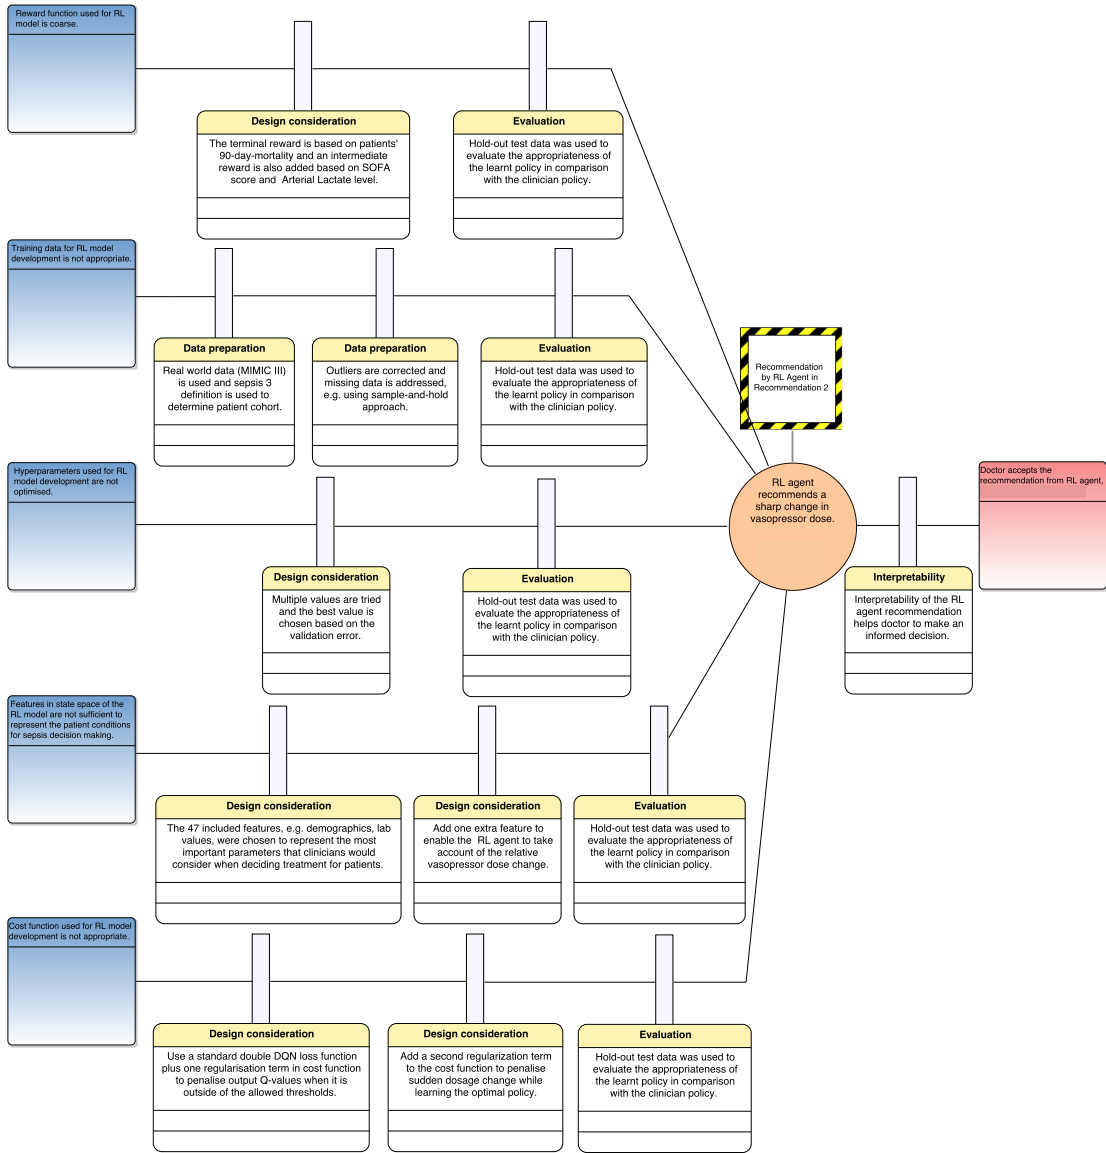 Reward function used for RL
model is coarse.
Design consideration
The terminal reward is based on patients'
90-day-mortality and an intermediate
reward is also added based on SOFA
score and Arterial Lactate level.
Evaluation
Hold-out test data was used to
evaluate the appropriateness of
the learnt policy in comparison
with the clinician policy.
Training data for RL model
development is not appropriate.
Data preparation
Real world data (MIMIC III)
is used and sepsis 3
definition is used to
determine patient cohort.
Data preparation
Outliers are corrected and
missing data is addressed,
e.g. using sample-and-hold
approach.
Evaluation
Hold-out test data was used to
evaluate the appropriateness of
the learnt policy in comparison
with the clinician policy.
Recommendation
by RL Agent in
Recommendation 2
Hyperparameters used for RL
model development are not
optimised.
Design consideration
Multiple values are tried
and the best value is
chosen based on the
validation error.
Evaluation
Hold-out test data was used to
evaluate the appropriateness of
the learnt policy in comparison
with the clinician policy.
RL agent
recommends a
sharp change in
vasopressor dose.
Interpretability
Interpretability of the RL
agent recommendation
helps doctor to make an
informed decision.
Doctor accepts the
recommendation from RL agent,
Features in state space of the
RL model are not sufficient to
represent the patient conditions
for sepsis decision making.
Design consideration
The 47 included features, e.g. demographics, lab
values, were chosen to represent the most
important parameters that clinicians would
consider when deciding treatment for patients.
Design consideration
Add one extra feature to
enable the RL agent to take
account of the relative
vasopressor dose change.
Evaluation
Hold-out test data was used to
evaluate the appropriateness of
the learnt policy in comparison
with the clinician policy.
Cost function used for RL model
development is not appropriate.
Design consideration
Use a standard double DQN loss function
plus one regularisation term in cost function
to penalise output Q-values when it is
outside of the allowed thresholds.
Design consideration
Add a second regularization term
to the cost function to penalise
sudden dosage change while
learning the optimal policy.
Evaluation
Hold-out test data was used to
evaluate the appropriateness of
the learnt policy in comparison
with the clinician policy.